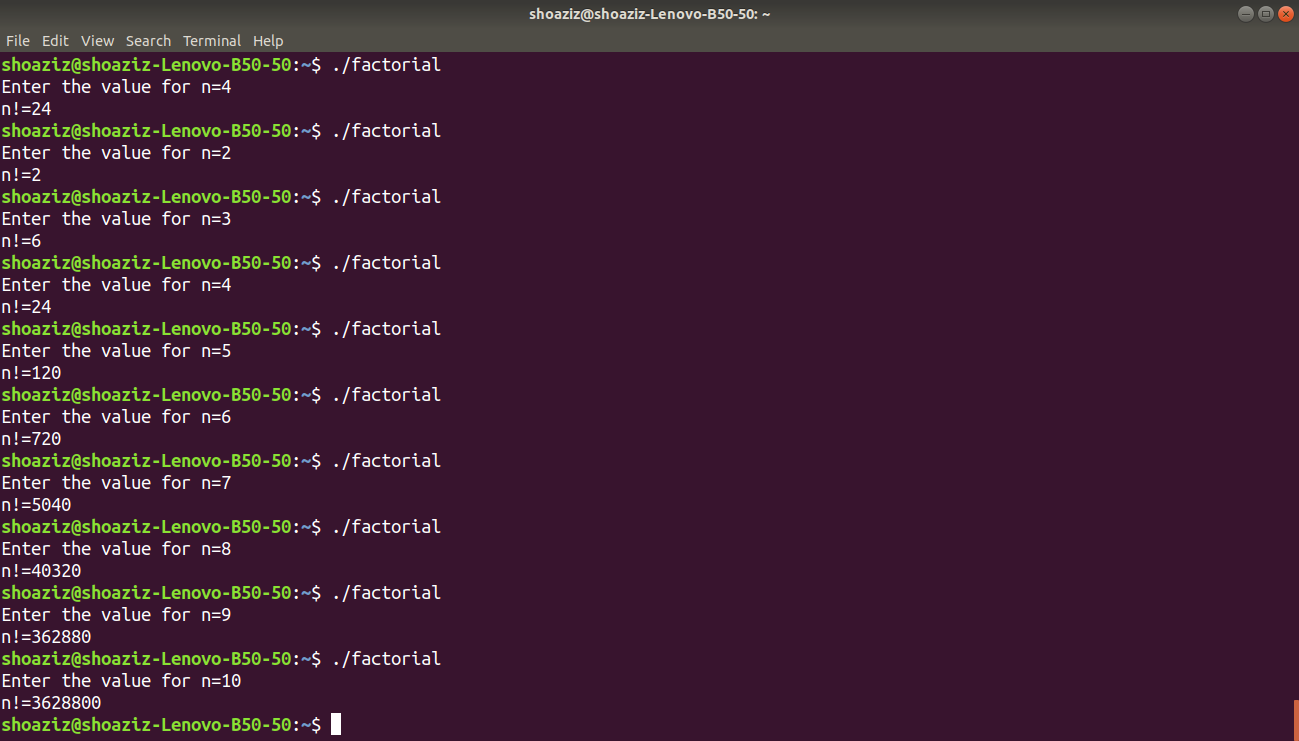 shoaziz@shoaziz-Lenovo-B50-50: ~
File Edit View Search Terminal Help
shoaziz@shoaziz-Lenovo-B50-50:~$ ./factorial
Enter the value for n=4
n!=24
shoaziz@shoaziz-Lenovo-B50-50:~$ ./factorial
Enter the value for n=2
n!=2
shoaziz@shoaziz-Lenovo-B50-50:~$ ./factorial
Enter the value for n=3
n!=6
shoaziz@shoaziz-Lenovo-B50-50:~$ ./factorial
Enter the value for n=4
n!=24
shoaziz@shoaziz-Lenovo-B50-50:~$ ./factorial
Enter the value for n=5
n!=120
shoaziz@shoaziz-Lenovo-B50-50:~$ ./factorial
Enter the value for n=6
n!=720
shoaziz@shoaziz-Lenovo-B50-50:~$ ./factorial
Enter the value for n=7
n!=5040
shoaziz@shoaziz-Lenovo-B50-50:~$ ./factorial
Enter the value for n=8
n!=40320
shoaziz@shoaziz-Lenovo-B50-50:~$ ./factorial
Enter the value for n=9
n!=362880
shoaziz@shoaziz-Lenovo-B50-50:~$ ./factorial
Enter the value for n=10
n!=3628800
shoaziz@shoaziz-Lenovo-B50-50:~$